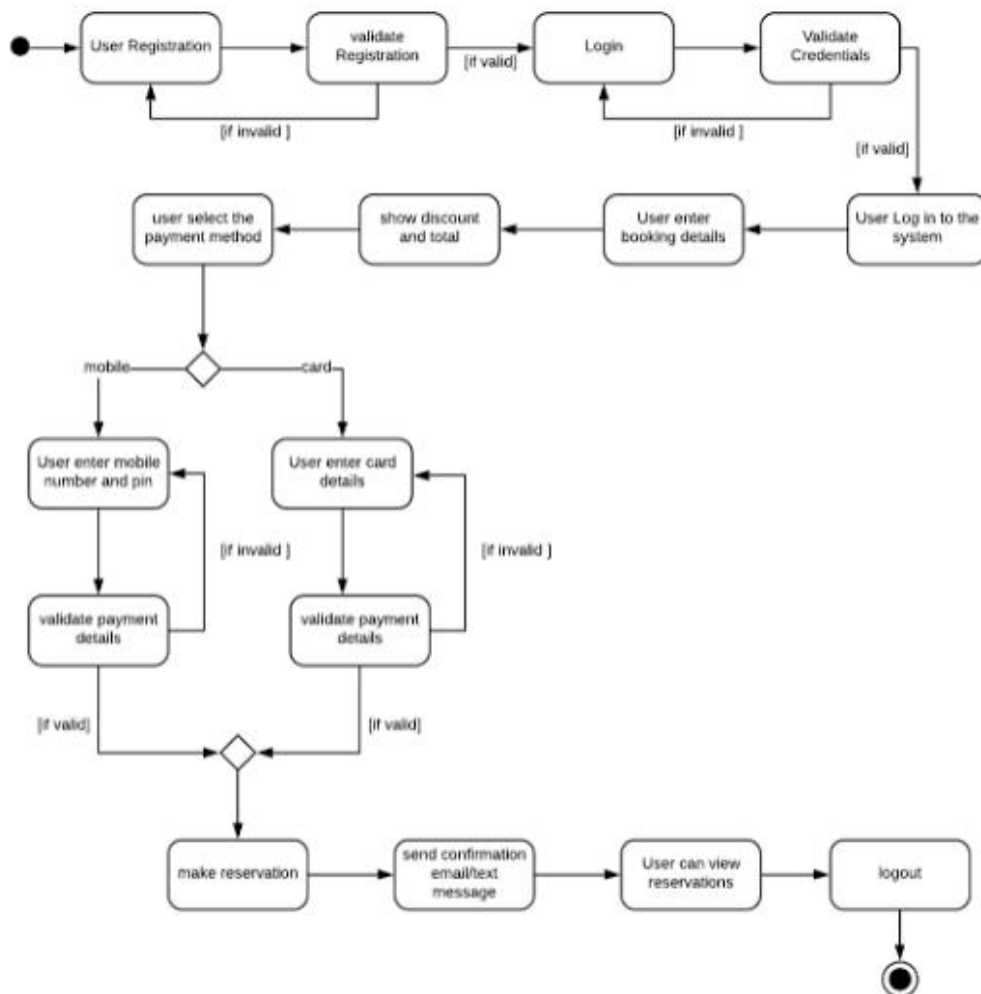 User Registration
validate
Registration
[if valid]
Login
Validate
Credentials
[if invalid ]
[if invalid ]
[if valid]
user select the
payment method
show discount
and total
User enter
booking details
User Log in to the
system
mobile
card
User enter mobile
number and pin
User enter card
details
[if invalid ]
[if invalid ]
validate payment
details
validate payment
details
[if valid]
[if valid]
make reservation
send confirmation
email/text
message
User can view
reservations
logout